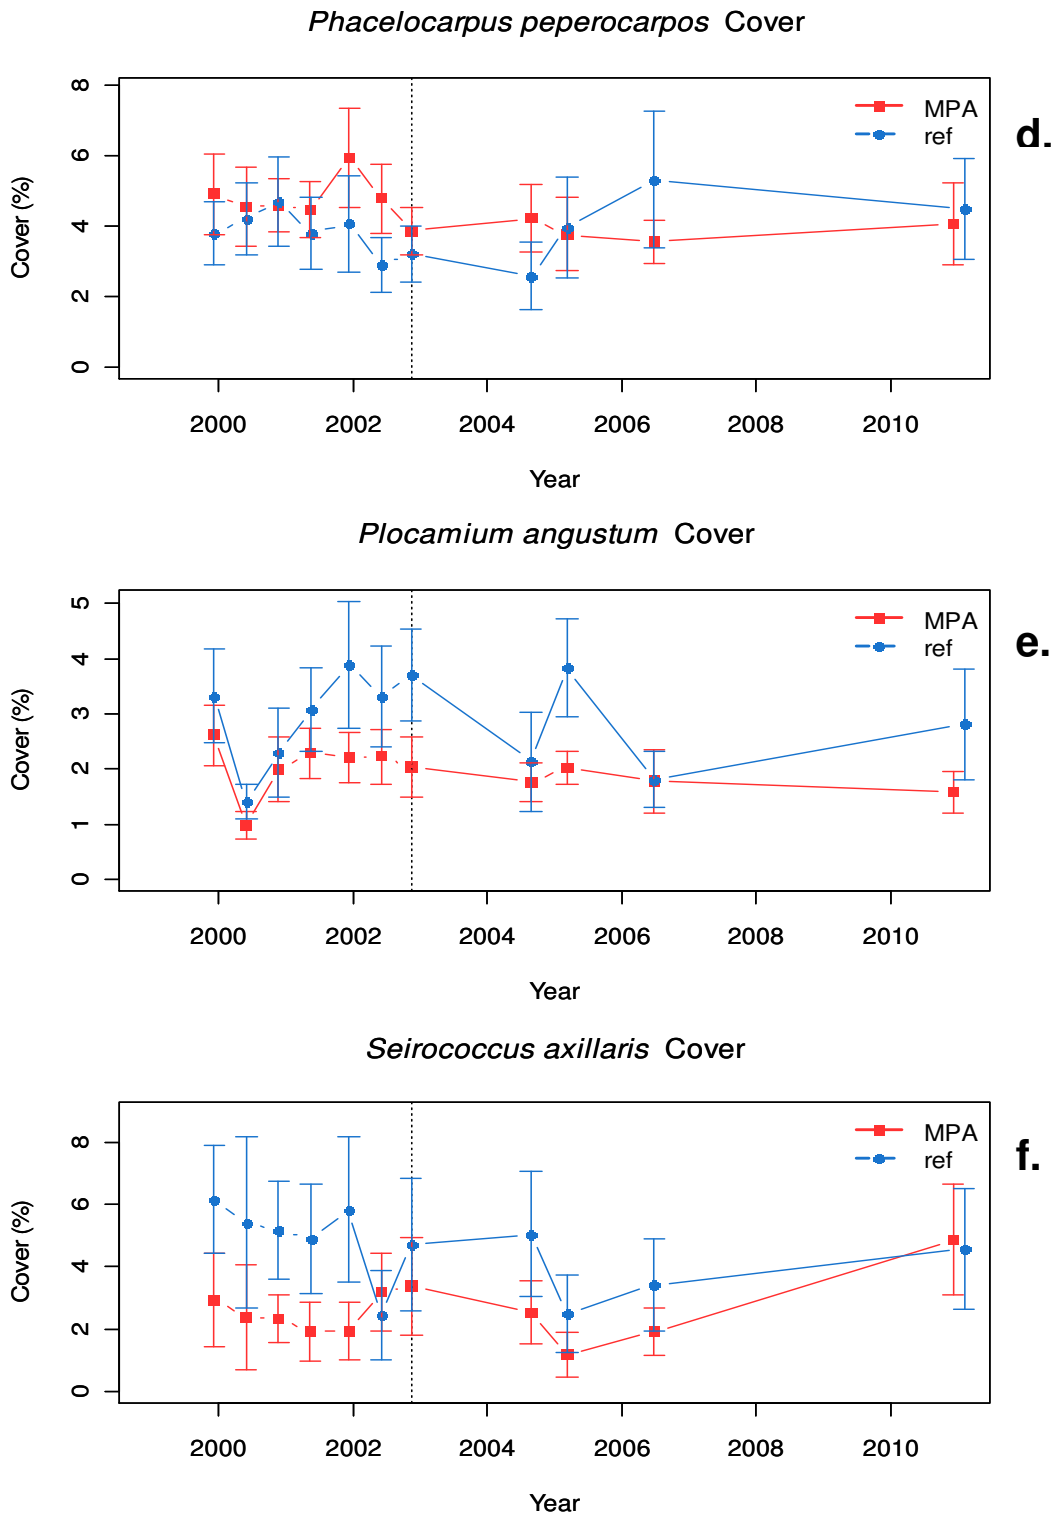 Phacelocarpus peperocarpos Cover
MPA
ref
d.
8
6
4
2
0
Cover (%)
2000 2002 2004 2006 2008 2010
Year
Plocamium angustum Cover
MPA
ref
e.
5
4
3
2
1
0
Cover (%)
2000 2002 2004 2006 2008 2010
Year
Seirococcus axillaris Cover
MPA
ref
f.
8
6
4
2
0
Cover (%)
2000 2002 2004 2006 2008 2010
Year